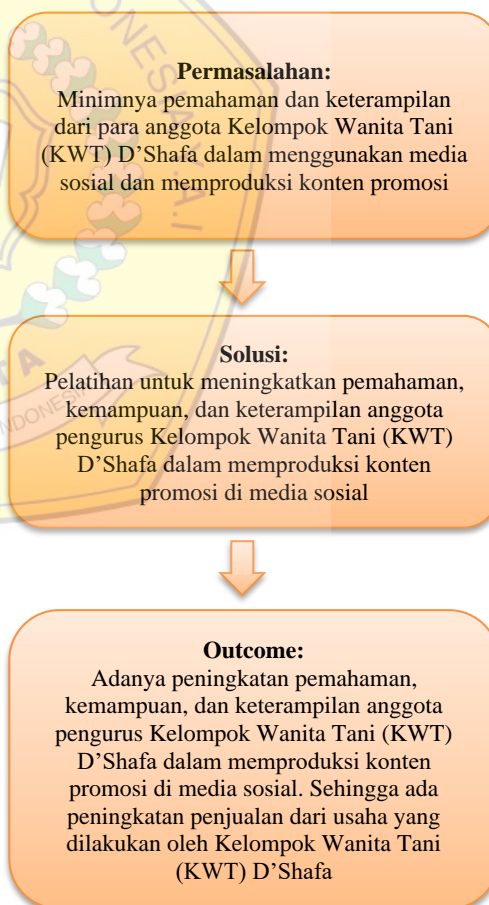 Permasalahan:
Minimnya pemahaman dan keterampilan
dari para anggota Kelompok Wanita Tani
(KWT) D’Shafa dalam menggunakan media
sosial dan memproduksi konten promosi
Solusi:
Pelatihan untuk meningkatkan pemahaman,
kemampuan, dan keterampilan anggota
pengurus Kelompok Wanita Tani (KWT)
D’Shafa dalam memproduksi konten
promosi di media sosial
Outcome:
Adanya peningkatan pemahaman,
kemampuan, dan keterampilan anggota
pengurus Kelompok Wanita Tani (KWT)
D’Shafa dalam memproduksi konten
promosi di media sosial. Sehingga ada
peningkatan penjualan dari usaha yang
dilakukan oleh Kelompok Wanita Tani
(KWT) D’Shafa